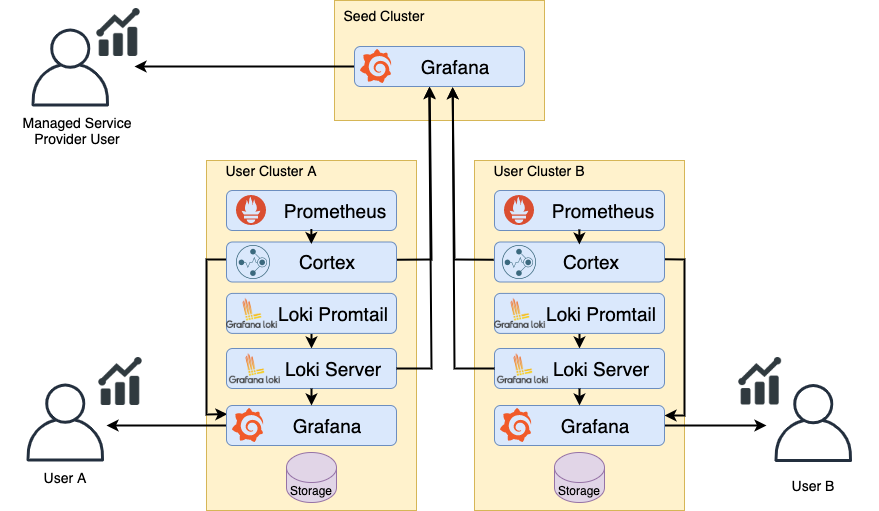 Seed Cluster
Grafana
Managed Service
Provider User
User Cluster A
Prometheus
Cortex
Grafana loki
Loki Promtail
Grafana loki
Loki Server
Grafana
Storage
User A
User Cluster B
Prometheus
Cortex
Grafana loki
Loki Promtail
Grafana loki
Loki Server
Grafana
Storage
User B